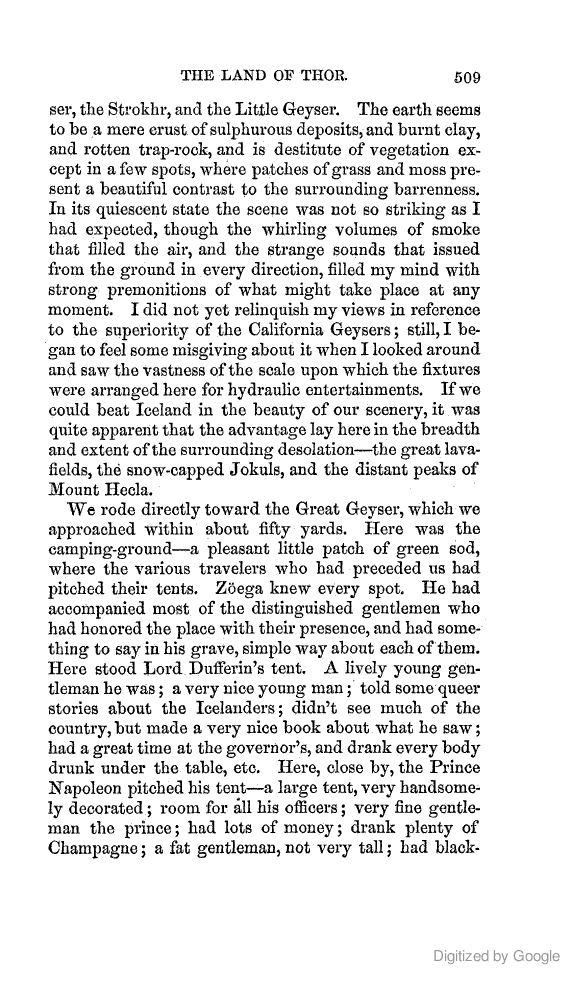 THE LAND OF THOR. 509
ser, the Strokhr, and the Little Geyser. The earth seems
to be a mere crust of sulphurous deposits, and burnt clay,
and rotten trap-rock, and is destitute of vegetation ex-
cept in a few spots, where patches of grass and moss pre-
sent a beautiful contrast to the surrounding barrenness.
In its quiescent state the scene was not so striking as I
had expected, though the whirling volumes of smoke
that filled the air, and the strange sounds that issued
from the ground in every direction, filled my mind with
strong premonitions of what might take place at any
moment. I did not yet relinquish my views in reference
to the superiority of the California Geysers; still, I be-
gan to feel some misgiving about it when I looked around
and saw the vastness of the scale upon which the fixtures
were arranged here for hydraulic entertainments. If we
could beat Iceland in the beauty of our scenery, it was
quite apparent that the advantage lay here in the breadth
and extent of the surrounding desolation—the great lava-
fields, the snow-capped Jokuls, and the distant peaks of
Mount Hecla.
We rode directly toward the Great Geyser, which we
approached within about fifty yards. Here was the
camping-ground—a pleasant little patch of green sod,
where the various travelers who had preceded us had
pitched their tents. Zöega knew every spot. He had
accompanied most of the distinguished gentlemen who
had honored the place with their presence, and had some-
thing to say in his grave, simple way about each of them.
Here stood Lord Dufferin's tent. A lively young gen-
tleman he was; a very nice young man; told some queer
stories about the Icelanders; didn't see much of the
country, but made a very nice book about what he saw;
had a great time at the governor's, and drank every body
drunk under the table, etc. Here, close by, the Prince
Napoleon pitched his tent—a large tent, very handsome-
ly decorated; room for all his officers; very fine gentle-
man the prince; had lots of money; drank plenty of
Champagne; a fat gentleman, not very tall; had black-
Digitized by Google